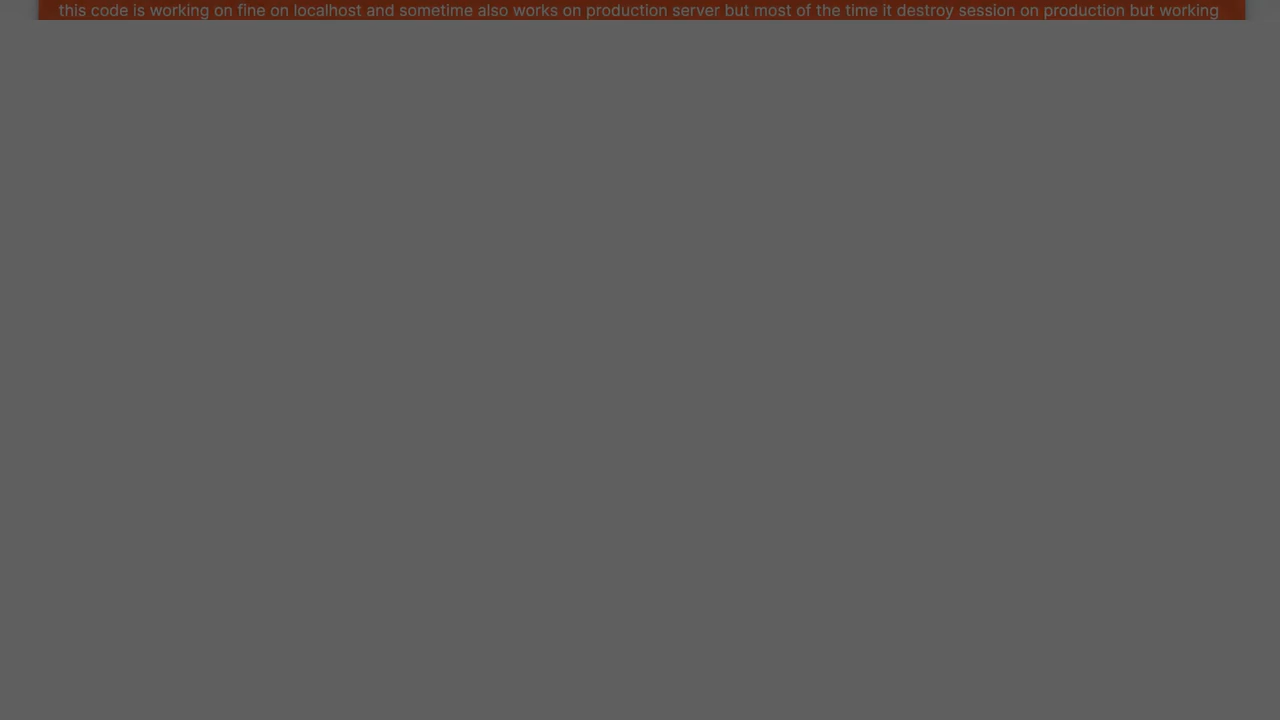 this code is working on fine on localhost and sometime also works on production server but most of the time it destroy session on production but working